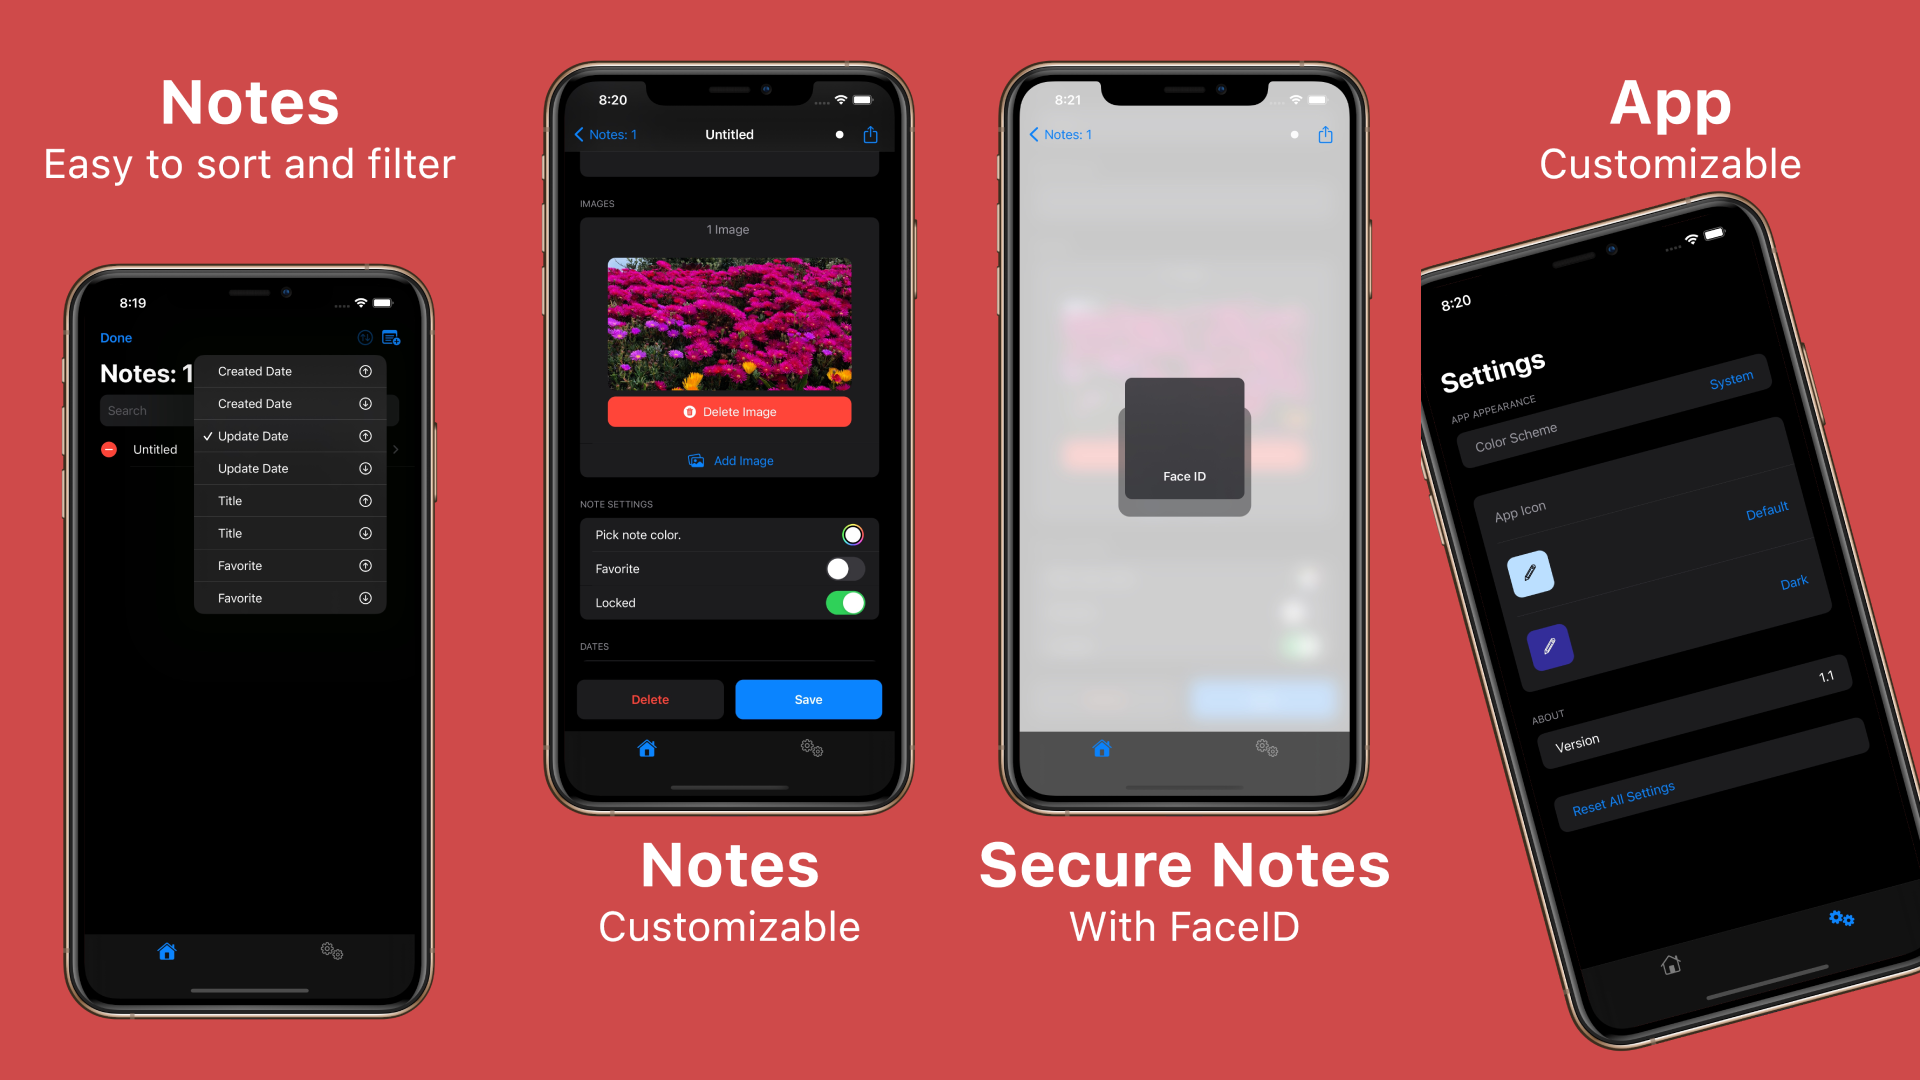 Notes
Easy to sort and filter
8:19
Done
Notes: 1
Search
Untitled
Created Date
Created Date
Update Date
Update Date
Title
Title
Favorite
Favorite
8:20
Notes: 1
Untitled
IMAGES
1 Image
Delete Image
Add Image
NOTE SETTINGS
Pick note color.
Favorite
Locked
DATES
Delete
Save
Notes
Customizable
8:21
Notes: 1
Face ID
Secure Notes
With FaceID
App
Customizable
8:20
Settings
APP APPEARANCE
Color Scheme
System
App Icon
Default
Dark
ABOUT
Version
1.1
Reset All Settings